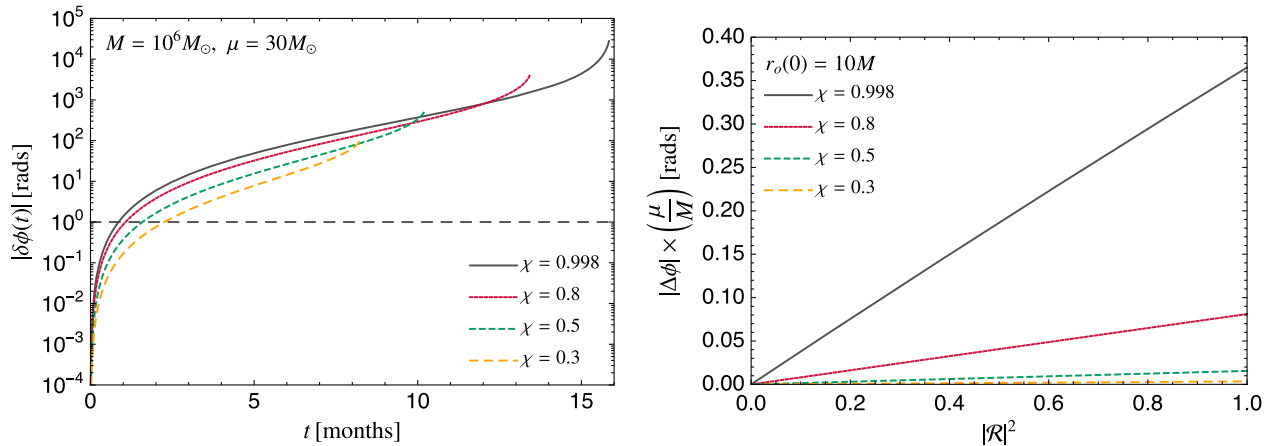 10^5
10^4
10^3
10^2
10^1
10^0
10^-1
10^-2
10^-3
10^-4
|δϕ(t)| [rads]
M = 10^6 M_⊙, μ = 30M_⊙
χ = 0.998
χ = 0.8
χ = 0.5
χ = 0.3
0 5 10 15
t [months]
0.40
0.35
0.30
0.25
0.20
0.15
0.10
0.05
0.00
|Δϕ| × (μ/M) [rads]
r_o(0) = 10M
χ = 0.998
χ = 0.8
χ = 0.5
χ = 0.3
0.0 0.2 0.4 0.6 0.8 1.0
|ℛ|^2